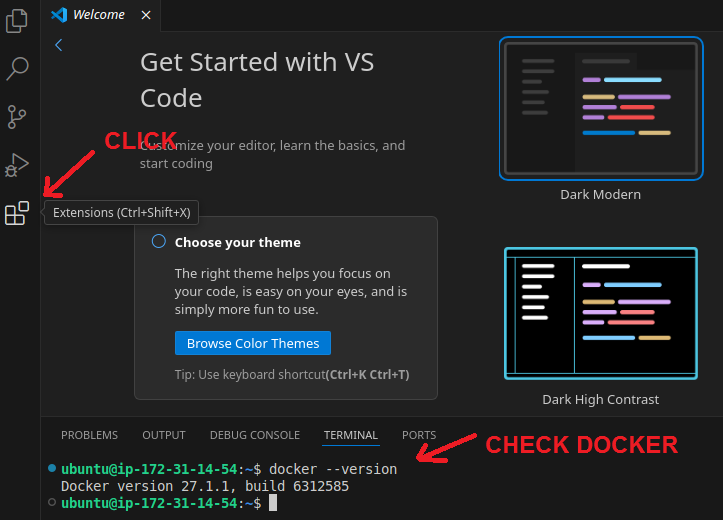 Welcome
Get Started with VS
Code
CLICK
Customize your editor, learn the basics, and
start coding
Dark Modern
Extensions (Ctrl+Shift+X)
Choose your theme
The right theme helps you focus on
your code, is easy on your eyes, and is
simply more fun to use.
Browse Color Themes
Tip: Use keyboard shortcut(Ctrl+K Ctrl+T)
Dark High Contrast
PROBLEMS OUTPUT DEBUG CONSOLE TERMINAL PORTS
CHECK DOCKER
ubuntu@ip-172-31-14-54:~$ docker --version
Docker version 27.1.1, build 6312585
ubuntu@ip-172-31-14-54:~$